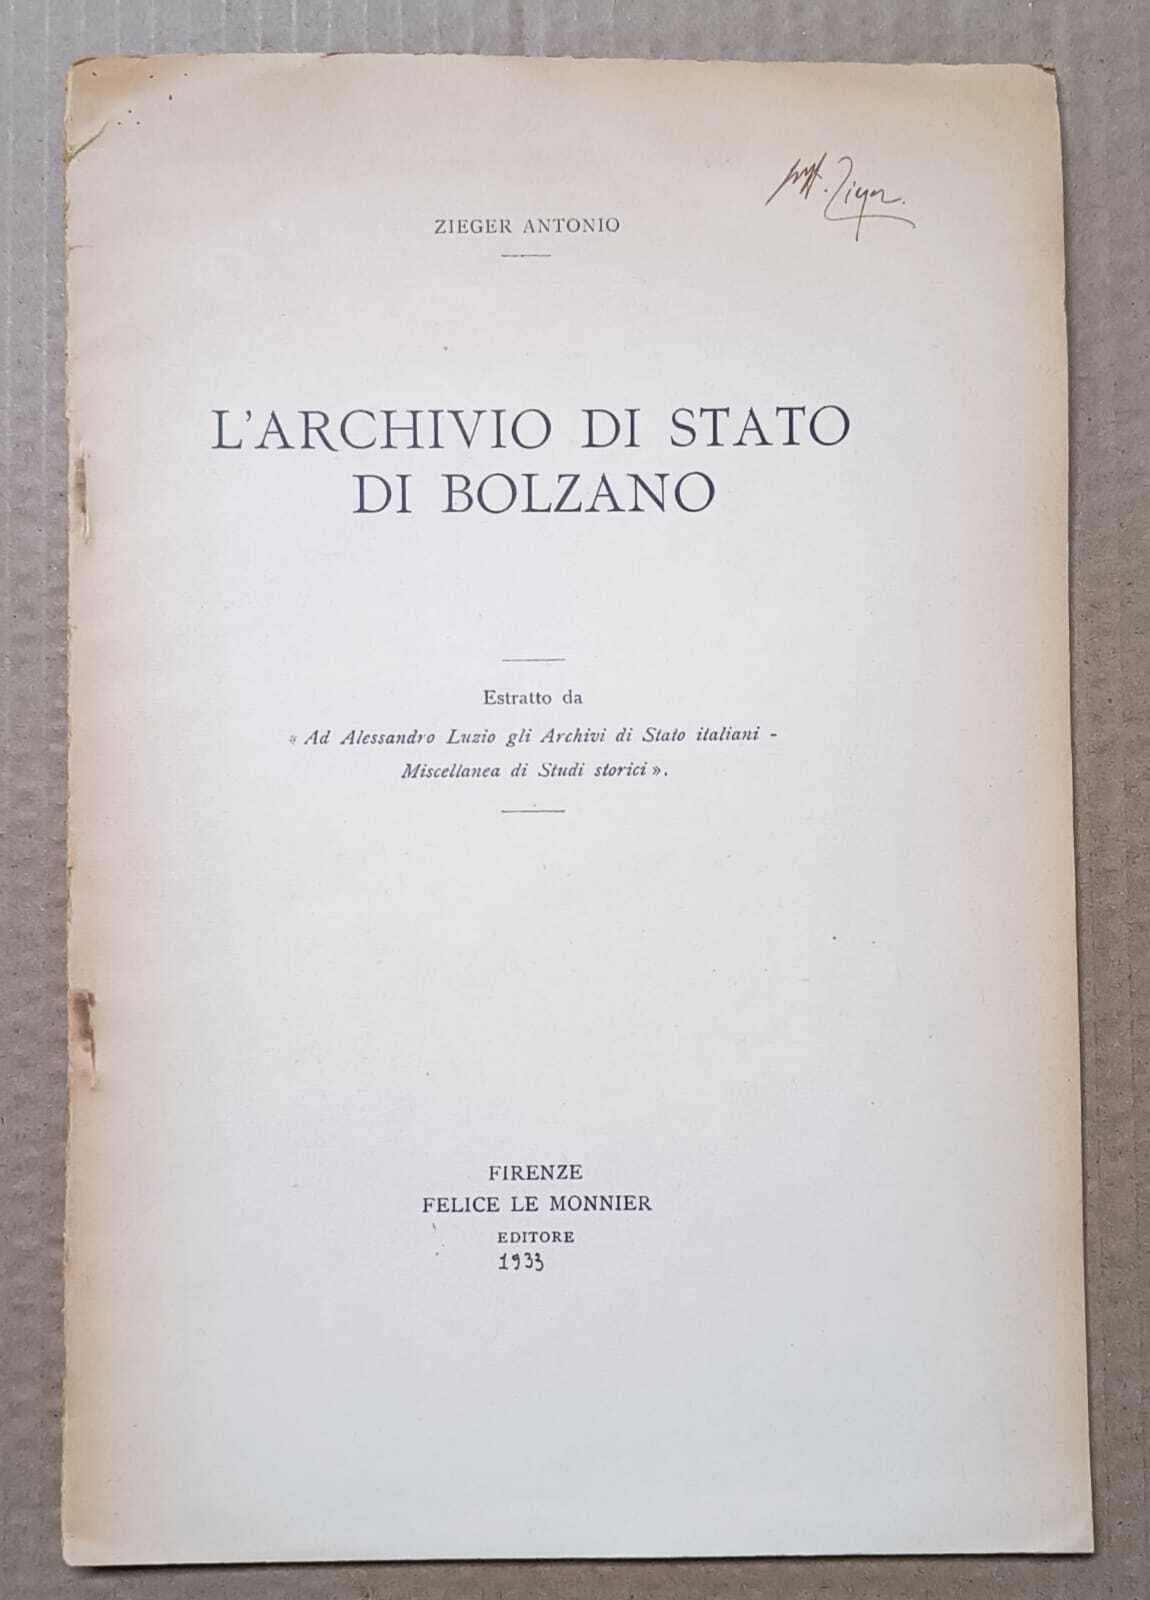 Zieger.
ZIEGER ANTONIO
L'ARCHIVIO DI STATO
DI BOLZANO
Estratto da
« Ad Alessandro Luzio gli Archivi di Stato italiani -
Miscellanea di Studi storici ».
FIRENZE
FELICE LE MONNIER
EDITORE
1933